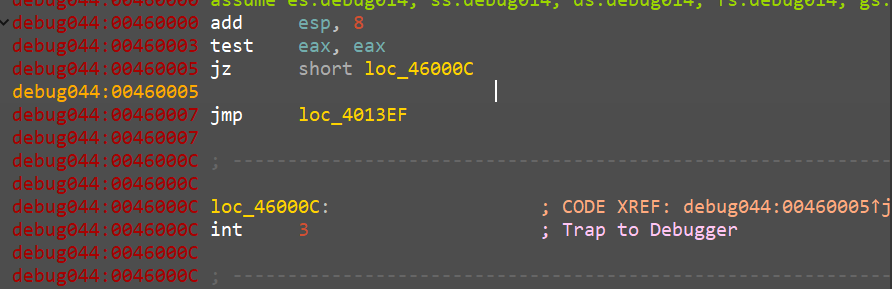 debug044:00460000 assume es:debug014, ss:debug014, ds:debug014, fs:debug014, gs:
debug044:00460000 add     esp, 8
debug044:00460003 test    eax, eax
debug044:00460005 jz      short loc_46000C
debug044:00460005
debug044:00460007 jmp     loc_4013EF
debug044:00460007
debug044:0046000C ; ---------------------------------------------------------------
debug044:0046000C
debug044:0046000C loc_46000C:                   ; CODE XREF: debug044:00460005↑j
debug044:0046000C int     3                     ; Trap to Debugger
debug044:0046000C
debug044:0046000C ; ---------------------------------------------------------------